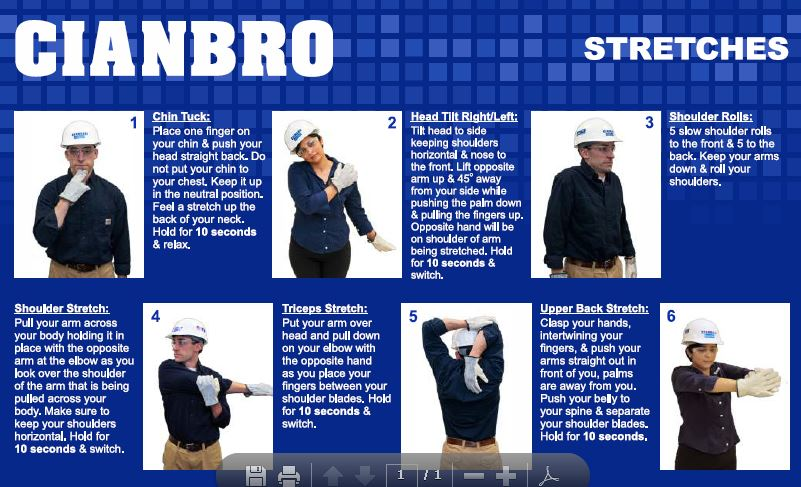 CIANBRO
STRETCHES
1
Chin Tuck:
Place one finger on
your chin & push your
head straight back. Do
not put your chin to
your chest. Keep it up
in the neutral position.
Feel a stretch up the
back of your neck.
Hold for 10 seconds
& relax.
2
Head Tilt Right/Left:
Tilt head to side
keeping shoulders
horizontal & nose to
the front. Lift opposite
arm up & 45° away
from your side while
pushing the palm down
& pulling the fingers up.
Opposite hand will be
on shoulder of arm
being stretched. Hold
for 10 seconds &
switch.
3
Shoulder Rolls:
5 slow shoulder rolls
to the front & 5 to the
back. Keep your arms
down & roll your
shoulders.
Shoulder Stretch:
Pull your arm across
your body holding it in
place with the opposite
arm at the elbow as you
look over the shoulder
of the arm that is being
pulled across your
body. Make sure to
keep your shoulders
horizontal. Hold for
10 seconds & switch.
4
Triceps Stretch:
Put your arm over
head and pull down
on your elbow with
the opposite hand
as you place your
fingers between your
shoulder blades. Hold
for 10 seconds &
switch.
5
Upper Back Stretch:
Clasp your hands,
intertwining your
fingers, & push your
arms straight out in
front of you, palms
are away from you.
Push your belly to
your spine & separate
your shoulder blades.
Hold for 10 seconds.
6
1 / 1